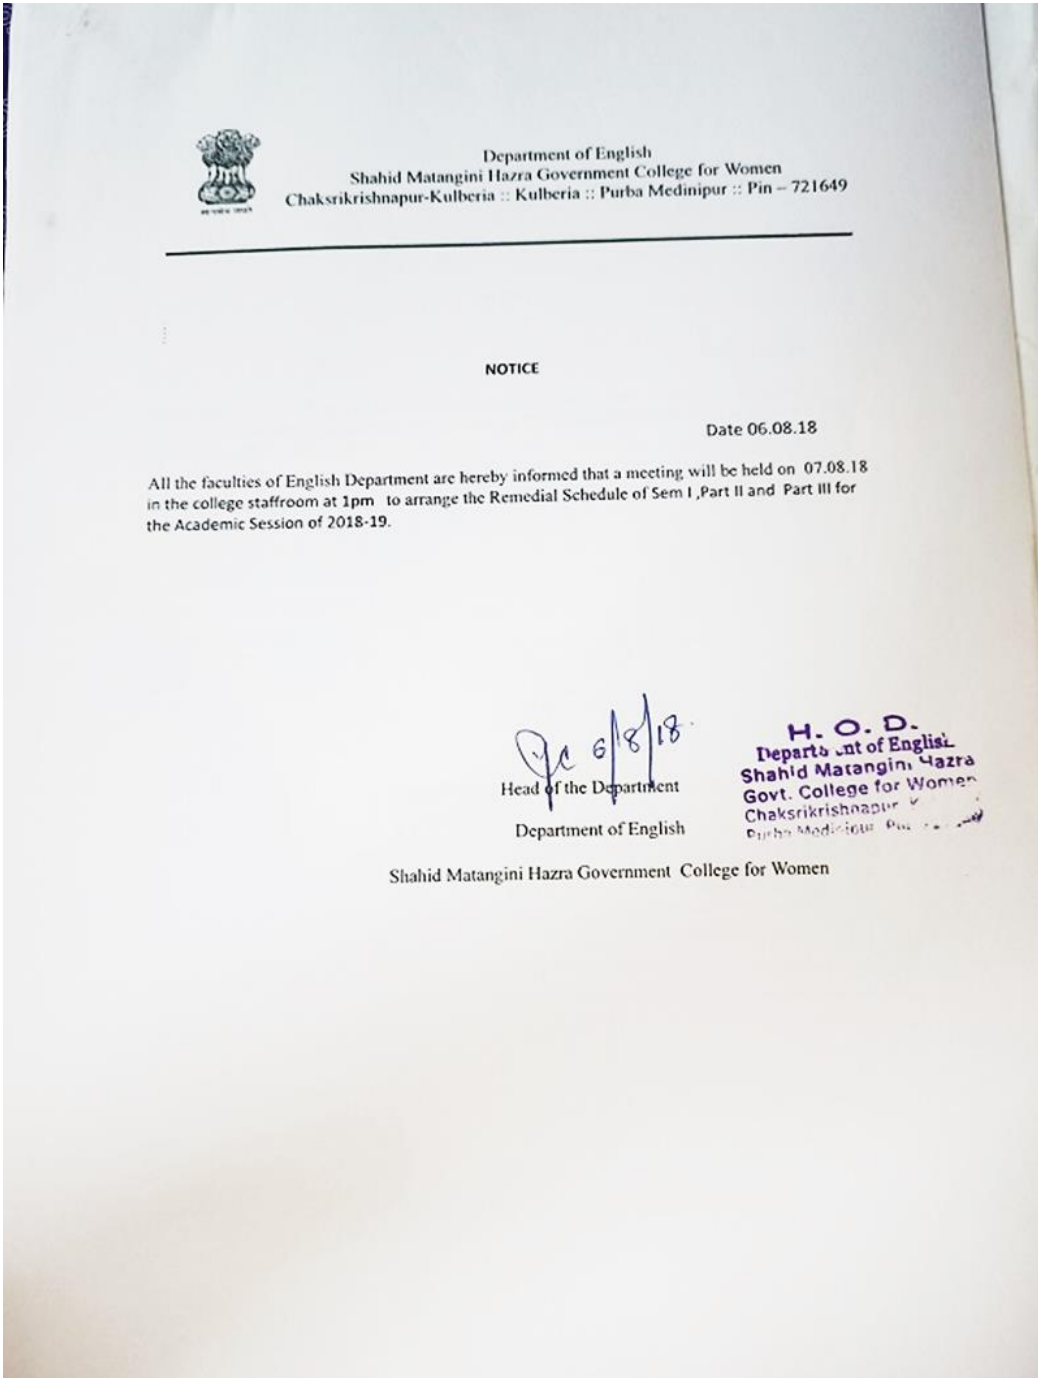 Department of English
Shahid Matangini Hazra Government College for Women
Chaksrikrishnapur-Kulberia :: Kulberia :: Purba Medinipur :: Pin – 721649
NOTICE
Date 06.08.18
All the faculties of English Department are hereby informed that a meeting will be held on 07.08.18
in the college staffroom at 1pm to arrange the Remedial Schedule of Sem I ,Part II and Part III for
the Academic Session of 2018-19.
6/8/18
Head of the Department
Department of English
Shahid Matangini Hazra Government College for Women
H. O. D.
of English
Shahid Matangini Hazra
Govt. College for Women
Chaksrikrishnapur